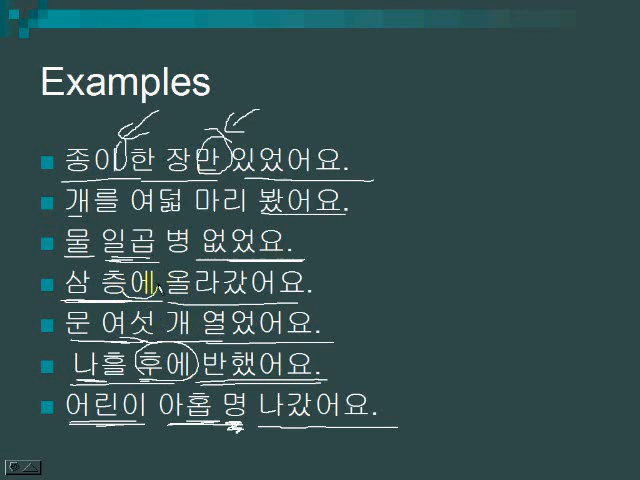 Examples
종이 한 장만 있었어요.
개를 여덟 마리 봤어요.
물 일곱 병 없었요.
삼 층에 올라갔어요.
문 여섯 개 열었어요.
나흘 후에 반했어요.
어린이 아홉 명 나갔어요.